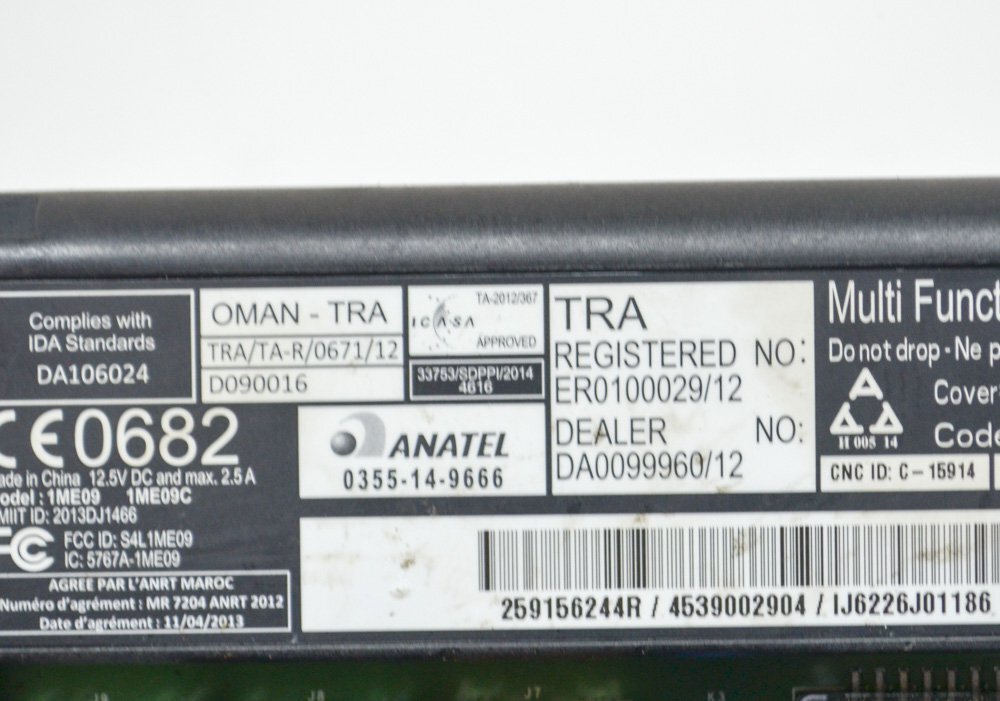 Complies with
IDA Standards
DA106024
OMAN - TRA
TRA/TA-R/0671/12
D090016
TA-2012/367
ICASA
APPROVED
33753/SDPPI/2014
4616
TRA
REGISTERED NO:
ER0100029/12
DEALER NO:
DA0099960/12
Multi Funct
Do not drop - Ne p
Cover
Code
H 005 14
CNC ID: C - 15914
CE0682
ade in China 12.5V DC and max. 2.5 A
odel : 1ME09 1ME09C
MIIT ID: 2013DJ1466
FCC ID: S4L1ME09
IC: 5767A-1ME09
AGREE PAR L'ANRT MAROC
Numéro d'agrément : MR 7204 ANRT 2012
Date d'agrément : 11/04/2013
ANATEL
0355-14-9666
259156244R / 4539002904 / IJ6226J01186
J8
J7
K3